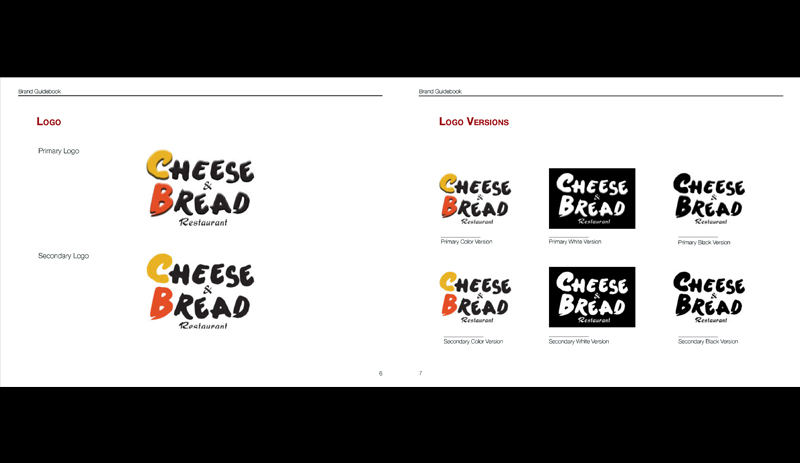 Brand Guidebook
LOGO
Primary Logo
CHEESE
&
BREAD
Restaurant
Secondary Logo
CHEESE
&
BREAD
Restaurant
6
Brand Guidebook
LOGO VERSIONS
CHEESE
&
BREAD
Restaurant
Primary Color Version
CHEESE
&
BREAD
Restaurant
Primary White Version
CHEESE
&
BREAD
Restaurant
Primary Black Version
CHEESE
&
BREAD
Restaurant
Secondary Color Version
CHEESE
&
BREAD
Restaurant
Secondary White Version
CHEESE
&
BREAD
Restaurant
Secondary Black Version
7